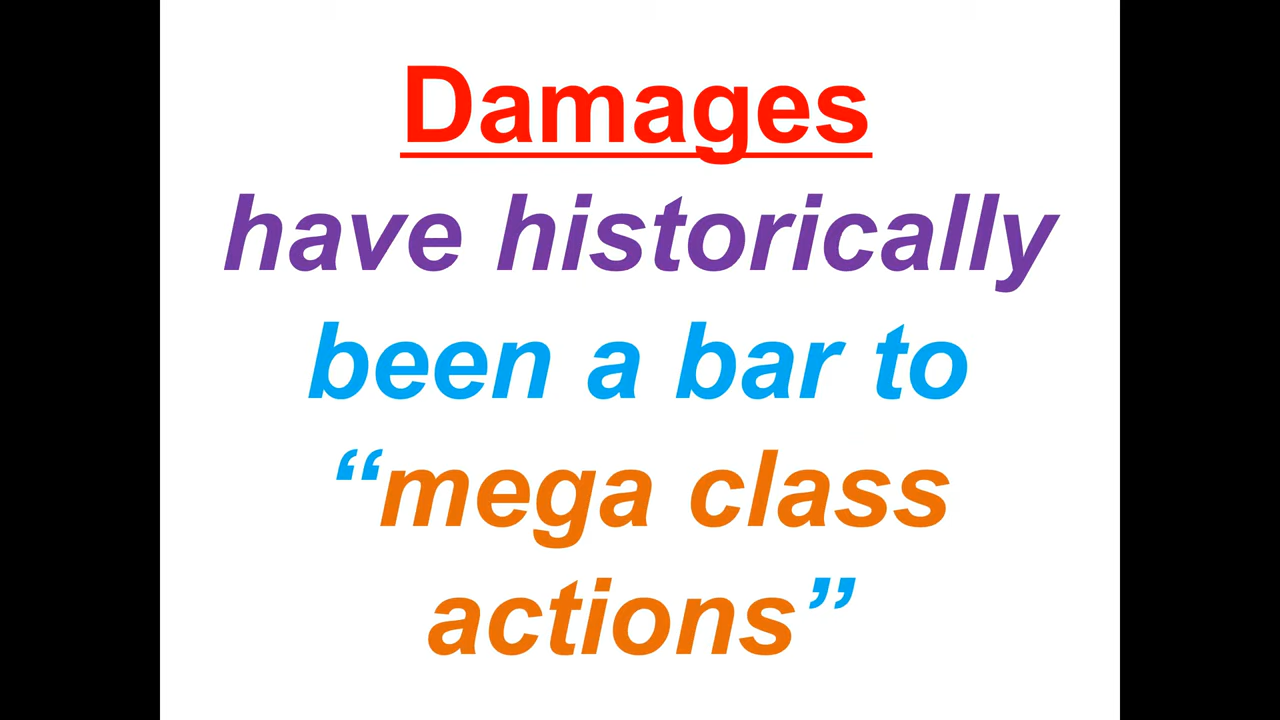 Damages
have historically
been a bar to
“mega class
actions”